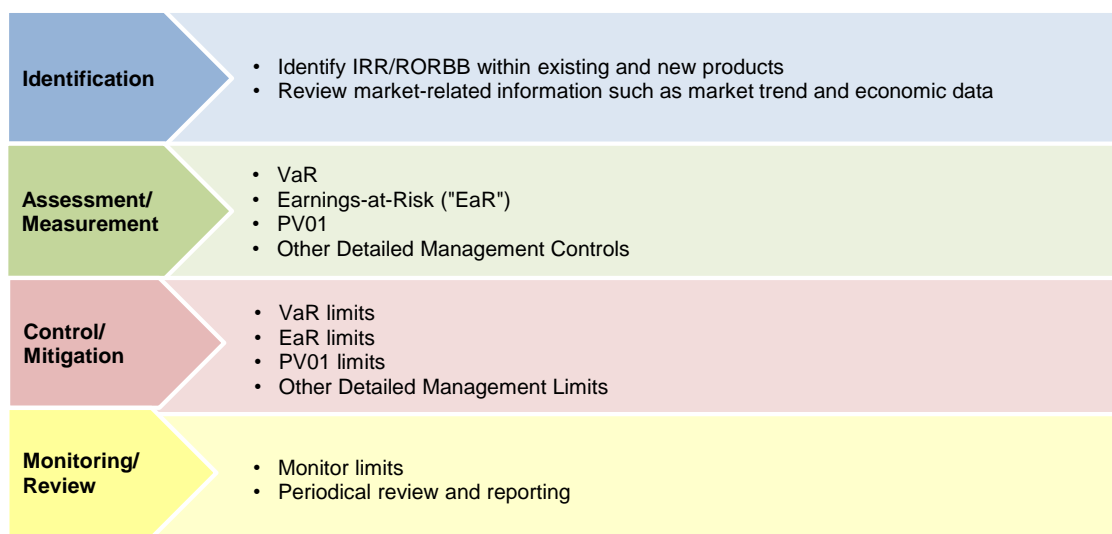 Identification
• Identify IRR/RORBB within existing and new products
• Review market-related information such as market trend and economic data
Assessment/
Measurement
• VaR
• Earnings-at-Risk ("EaR")
• PV01
• Other Detailed Management Controls
Control/
Mitigation
• VaR limits
• EaR limits
• PV01 limits
• Other Detailed Management Limits
Monitoring/
Review
• Monitor limits
• Periodical review and reporting